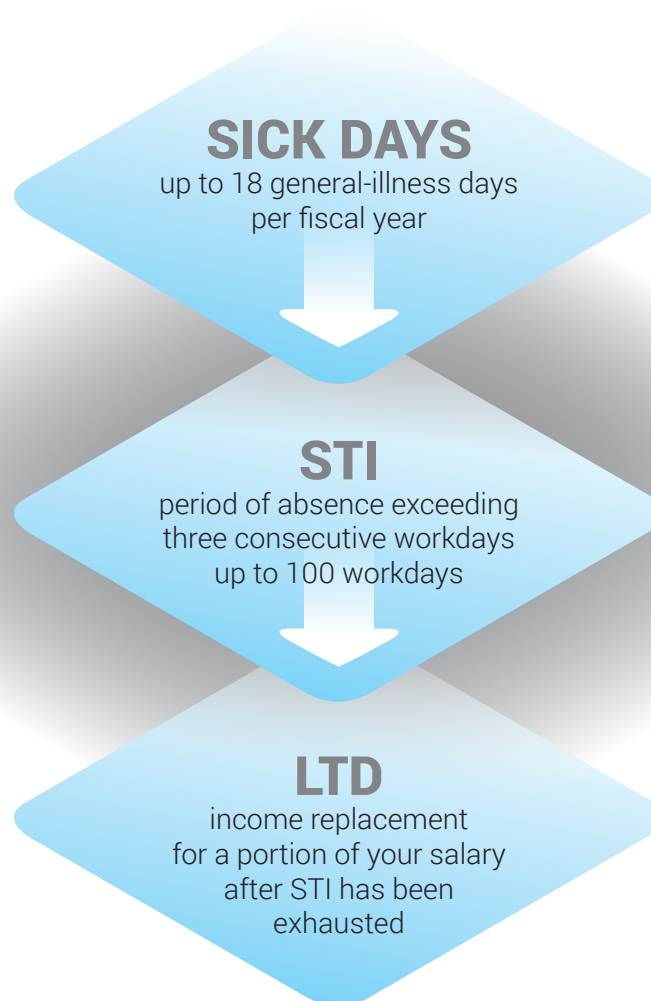 SICK DAYS
up to 18 general-illness days
per fiscal year
STI
period of absence exceeding
three consecutive workdays
up to 100 workdays
LTD
income replacement
for a portion of your salary
after STI has been
exhausted